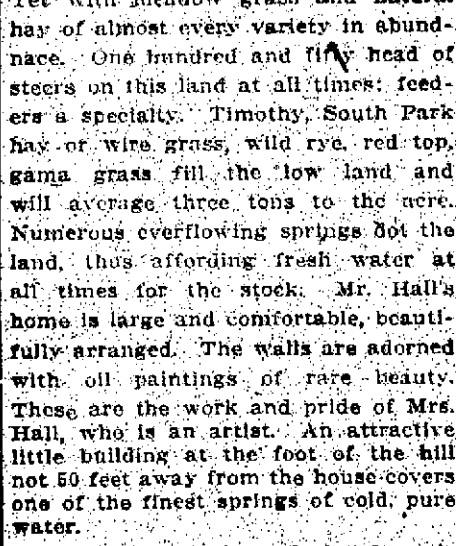 with meadow grass and
hay of almost every variety in abund-
nace. One hundred and fifty head of
steers on this land at all times; feed-
ers a specialty. Timothy, South Park
hay or wire grass, wild rye, red top,
gama grass fill the low land and
will average three tons to the acre.
Numerous overflowing springs dot the
land, thus affording fresh water at
all times for the stock. Mr. Hall's
home is large and comfortable, beauti-
fully arranged. The walls are adorned
with oil paintings of rare beauty.
These are the work and pride of Mrs.
Hall, who is an artist. An attractive
little building at the foot of the hill
not 50 feet away from the house covers
one of the finest springs of cold, pure
water.